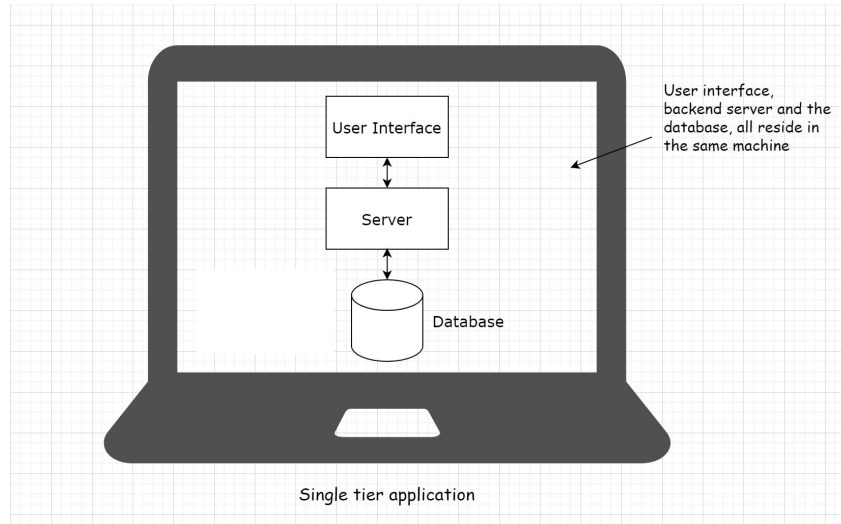 User Interface
Server
Database
User interface,
backend server and the
database, all reside in
the same machine
Single tier application